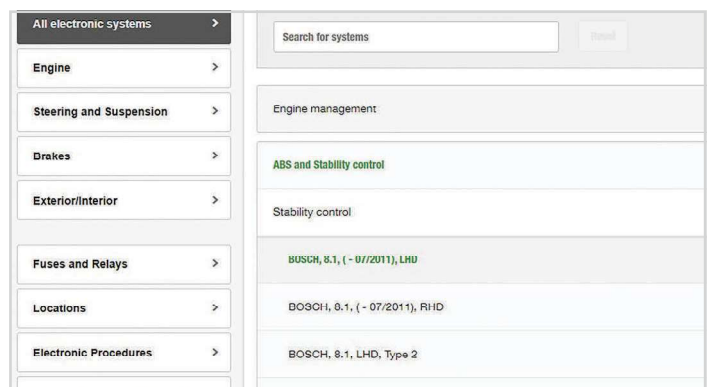 All electronic systems
Engine
Steering and Suspension
Brakes
Exterior/Interior
Fuses and Relays
Locations
Electronic Procedures
Search for systems
Reset
Engine management
ABS and Stability control
Stability control
BOSCH, 8.1, ( - 07/2011), LHD
BOSCH, 8.1, ( - 07/2011), RHD
BOSCH, 8.1, LHD, Type 2